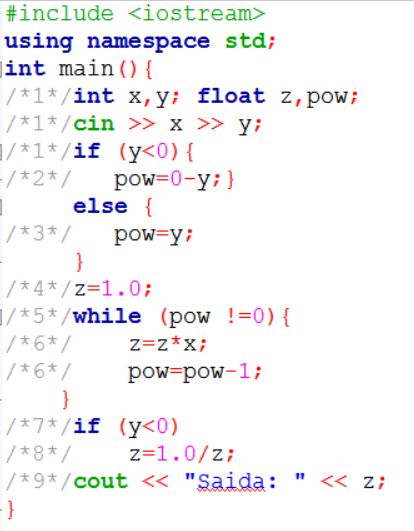 #include <iostream>
using namespace std;
int main(){
/*1*/int x,y; float z,pow;
/*1*/cin >> x >> y;
/*1*/if (y<0){
/*2*/   pow=0-y;}
      else {
/*3*/   pow=y;
      }
/*4*/z=1.0;
/*5*/while (pow !=0){
/*6*/    z=z*x;
/*6*/    pow=pow-1;
     }
/*7*/if (y<0)
/*8*/    z=1.0/z;
/*9*/cout << "Saida: " << z;
}